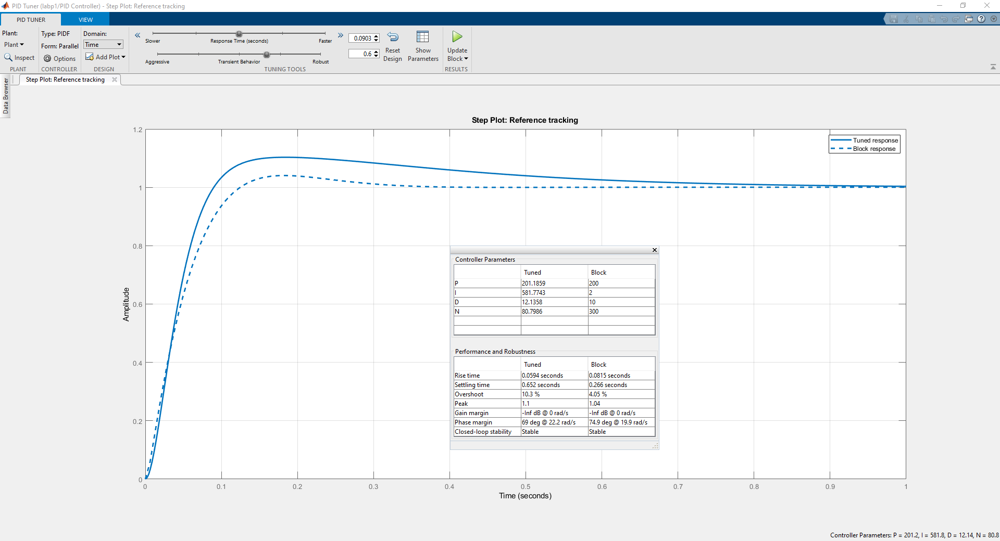 PID Tuner (labp1/PID Controller) - Step Plot: Reference tracking
PID TUNER
VIEW
Plant:
Plant
Inspect
PLANT
Type: PIDF
Form: Parallel
Options
CONTROLLER
Domain:
Time
Add Plot
DESIGN
Slower
Response Time (seconds)
Faster
0.0903
Aggressive
Transient Behavior
Robust
0.6
TUNING TOOLS
Reset
Design
Show
Parameters
Update
Block
RESULTS
Data Browser
Step Plot: Reference tracking
Step Plot: Reference tracking
Tuned response
Block response
1.2
1
0.8
0.6
0.4
0.2
0
Amplitude
0 0.1 0.2 0.3 0.4 0.5 0.6 0.7 0.8 0.9 1
Time (seconds)
Controller Parameters
Tuned Block
P 201.1859 200
I 581.7743 2
D 12.1358 10
N 80.7986 300
Performance and Robustness
Tuned Block
Rise time 0.0594 seconds 0.0815 seconds
Settling time 0.652 seconds 0.266 seconds
Overshoot 10.3 % 4.05 %
Peak 1.1 1.04
Gain margin -Inf dB @ 0 rad/s -Inf dB @ 0 rad/s
Phase margin 69 deg @ 22.2 rad/s 74.9 deg @ 19.9 rad/s
Closed-loop stability Stable Stable
Controller Parameters: P = 201.2, I = 581.8, D = 12.14, N = 80.8